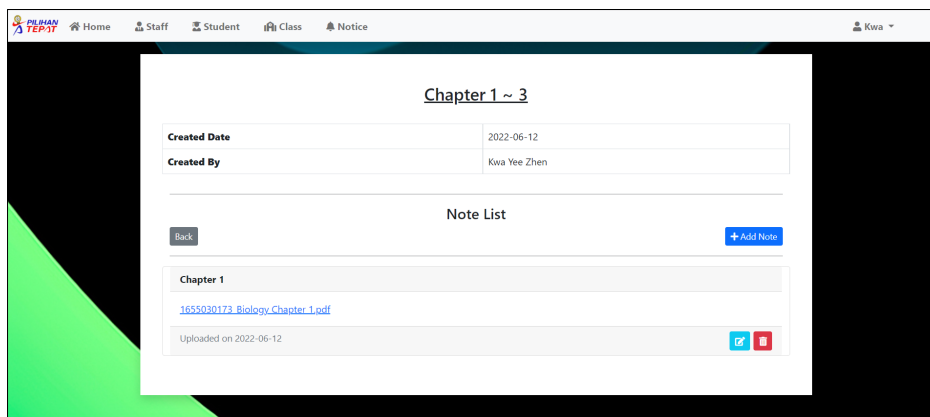 PILIHAN TEPAT Home Staff Student Class Notice Kwa
Chapter 1 ~ 3
Created Date 2022-06-12
Created By Kwa Yee Zhen
Note List
Back + Add Note
Chapter 1
1655030173_Biology Chapter 1.pdf
Uploaded on 2022-06-12